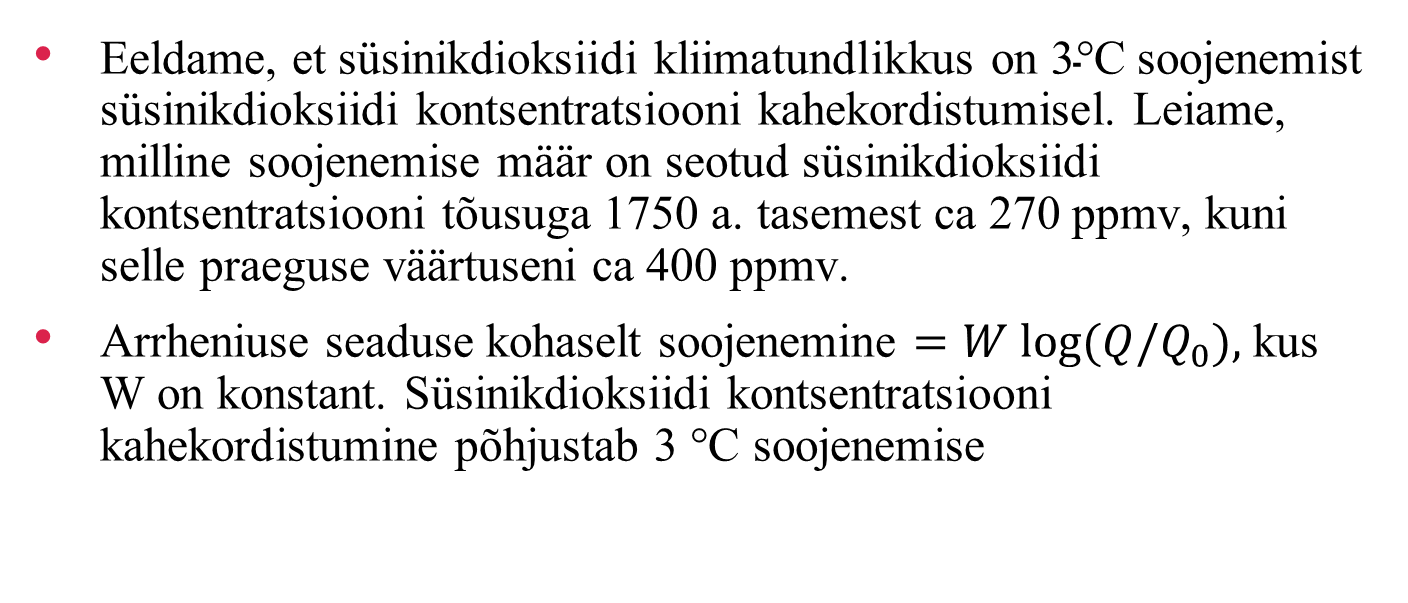 • Eeldame, et süsinikdioksiidi kliimatundlikkus on 3-°C soojenemist
süsinikdioksiidi kontsentratsiooni kahekordistumisel. Leiame,
milline soojenemise määr on seotud süsinikdioksiidi
kontsentratsiooni tõusuga 1750 a. tasemest ca 270 ppmv, kuni
selle praeguse väärtuseni ca 400 ppmv.
• Arrheniuse seaduse kohaselt soojenemine = W log(Q/Q₀), kus
W on konstant. Süsinikdioksiidi kontsentratsiooni
kahekordistumine põhjustab 3 °C soojenemise